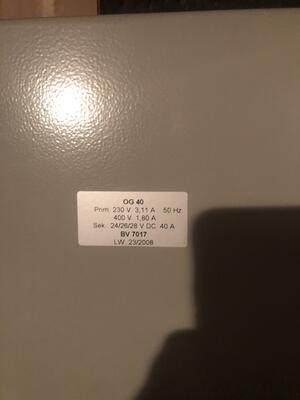 OG 40
Prim: 230 V 3,11 A 50 Hz
400 V 1,80 A
Sek.: 24/26/28 V DC 40 A
BV 7017
LW 23/2008